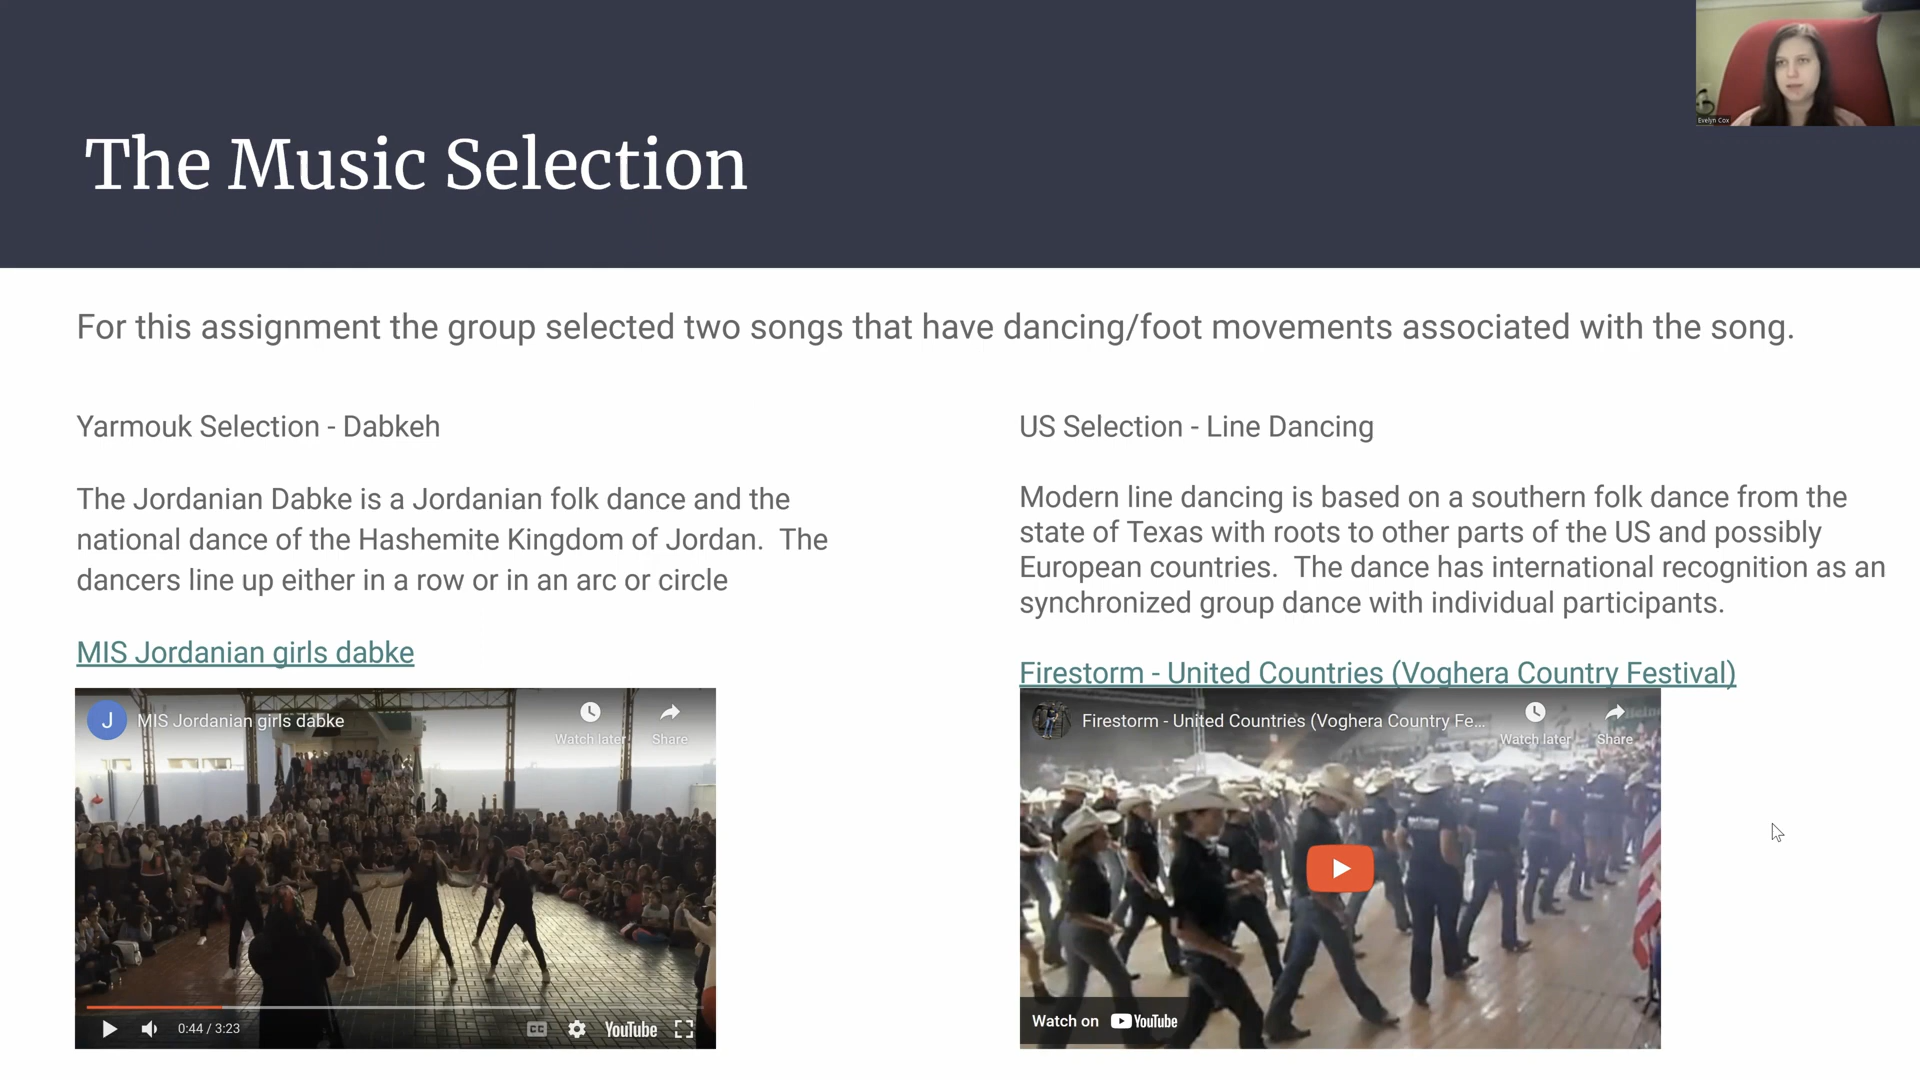 Evelyn Cox
The Music Selection
For this assignment the group selected two songs that have dancing/foot movements associated with the song.
Yarmouk Selection - Dabkeh
The Jordanian Dabke is a Jordanian folk dance and the
national dance of the Hashemite Kingdom of Jordan.  The
dancers line up either in a row or in an arc or circle
MIS Jordanian girls dabke
J
MIS Jordanian girls dabke
Watch later
Share
0:44 / 3:23
CC
YouTube
US Selection - Line Dancing
Modern line dancing is based on a southern folk dance from the
state of Texas with roots to other parts of the US and possibly
European countries.  The dance has international recognition as an
synchronized group dance with individual participants.
Firestorm - United Countries (Voghera Country Festival)
Firestorm - United Countries (Voghera Country Fe...
Watch later
Share
Watch on YouTube